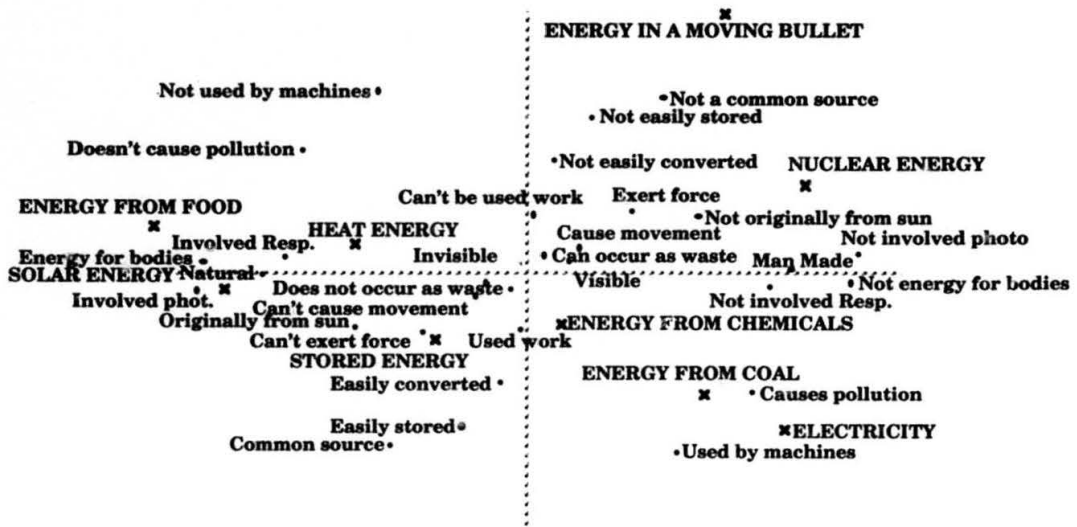 ENERGY IN A MOVING BULLET
Not used by machines
Not a common source
Not easily stored
Doesn't cause pollution
Not easily converted
NUCLEAR ENERGY
Can't be used work
Exert force
ENERGY FROM FOOD
Not originally from sun
HEAT ENERGY
Cause movement
Not involved photo
Involved Resp.
Energy for bodies
Invisible
Can occur as waste
Man Made
SOLAR ENERGY
Natural
Does not occur as waste
Visible
Not energy for bodies
Involved phot.
Not involved Resp.
Can't cause movement
Originally from sun
ENERGY FROM CHEMICALS
Can't exert force
Used work
STORED ENERGY
ENERGY FROM COAL
Easily converted
Causes pollution
Easily stored
ELECTRICITY
Common source
Used by machines